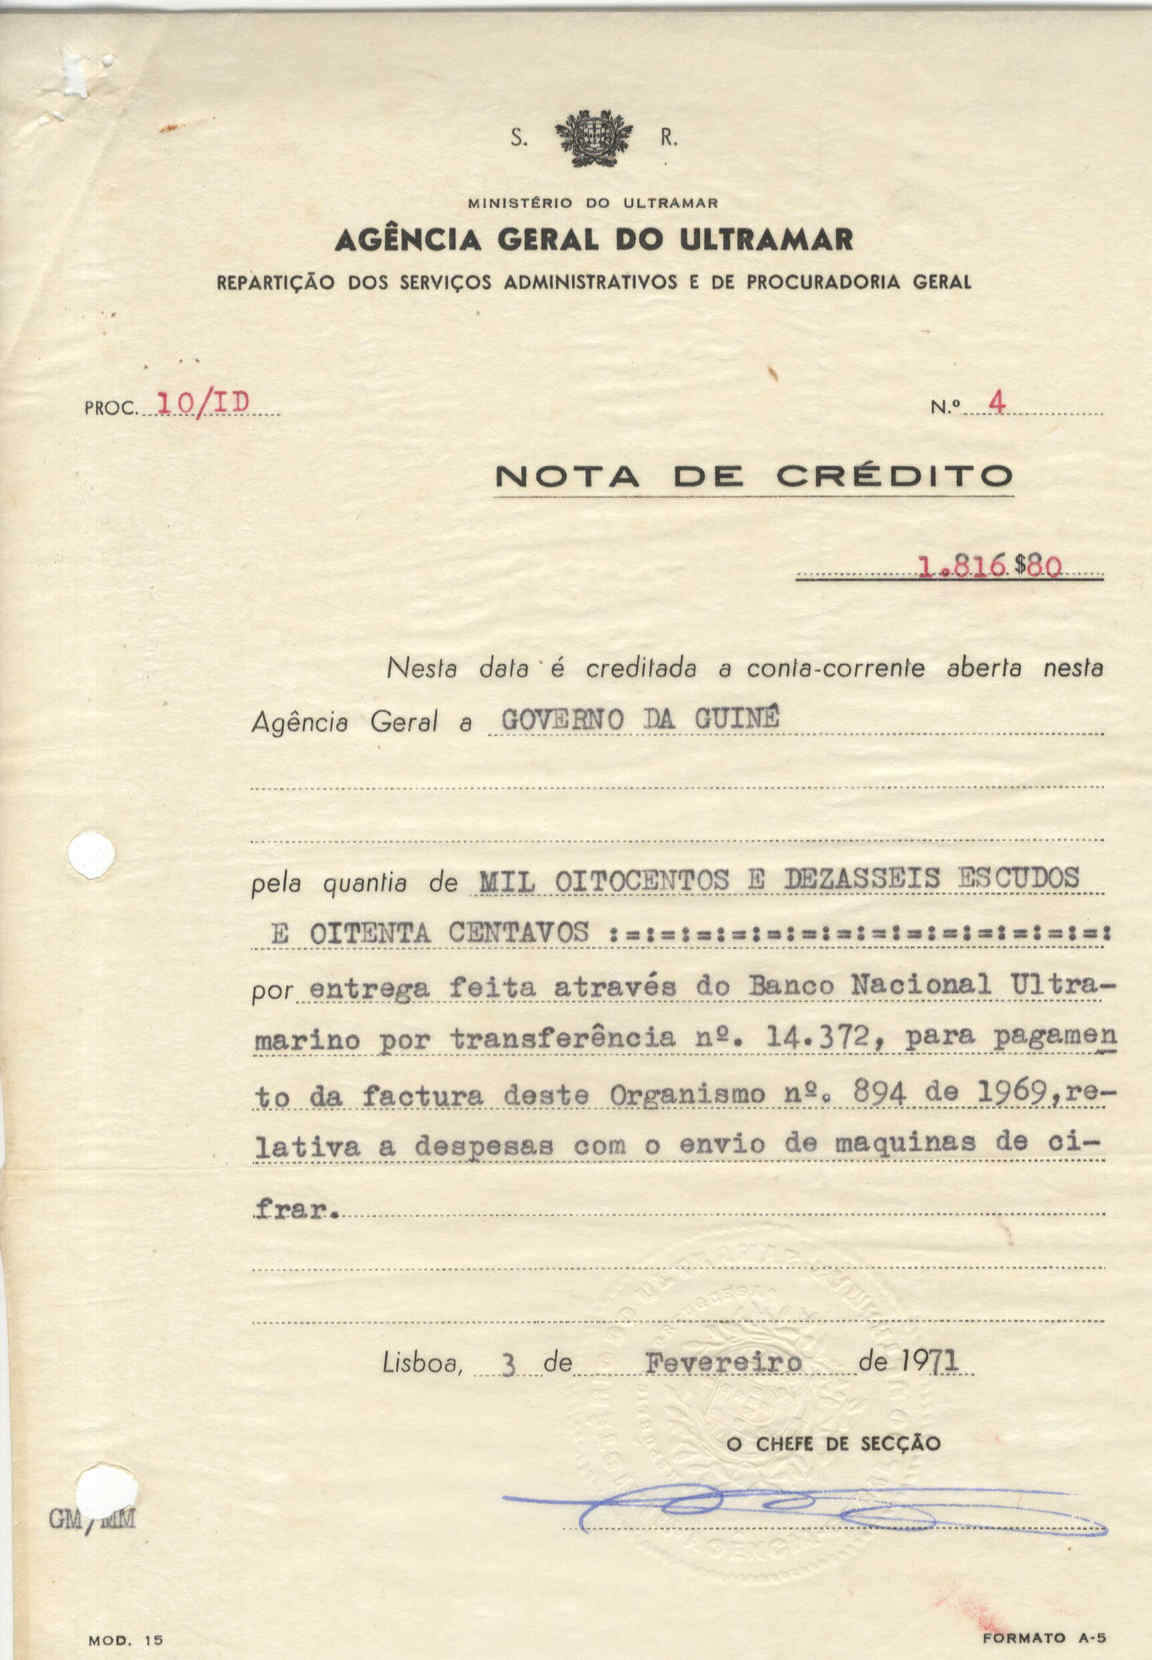 S. R.
MINISTÉRIO DO ULTRAMAR
AGÊNCIA GERAL DO ULTRAMAR
REPARTIÇÃO DOS SERVIÇOS ADMINISTRATIVOS E DE PROCURADORIA GERAL
PROC. 10/ID N.º 4
NOTA DE CRÉDITO
1.816$80
Nesta data é creditada a conta-corrente aberta nesta
Agência Geral a GOVERNO DA GUINÉ
pela quantia de MIL OITOCENTOS E DEZASSEIS ESCUDOS
E OITENTA CENTAVOS :=:=:=:=:=:=:=:=:=:=:=:=:=:=:
por entrega feita através do Banco Nacional Ultra-
marino por transferência nº. 14.372, para pagamen
to da factura deste Organismo nº. 894 de 1969,re-
lativa a despesas com o envio de maquinas de ci-
frar.
Lisboa, 3 de Fevereiro de 1971
O CHEFE DE SECÇÃO
GM/MM
MOD. 15 FORMATO A-5